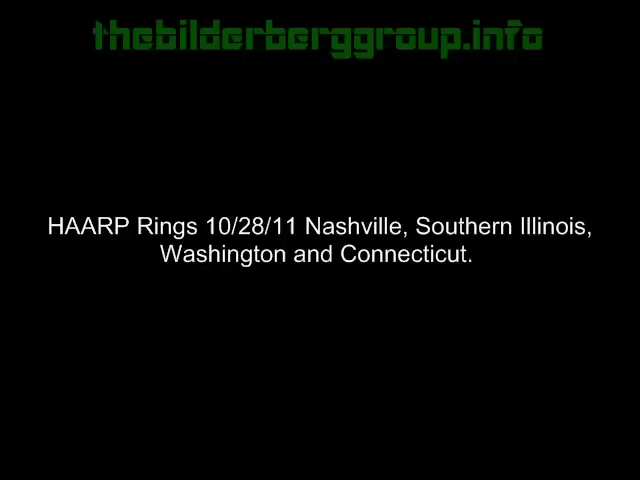 thebilderberggroup.info
HAARP Rings 10/28/11 Nashville, Southern Illinois,
Washington and Connecticut.